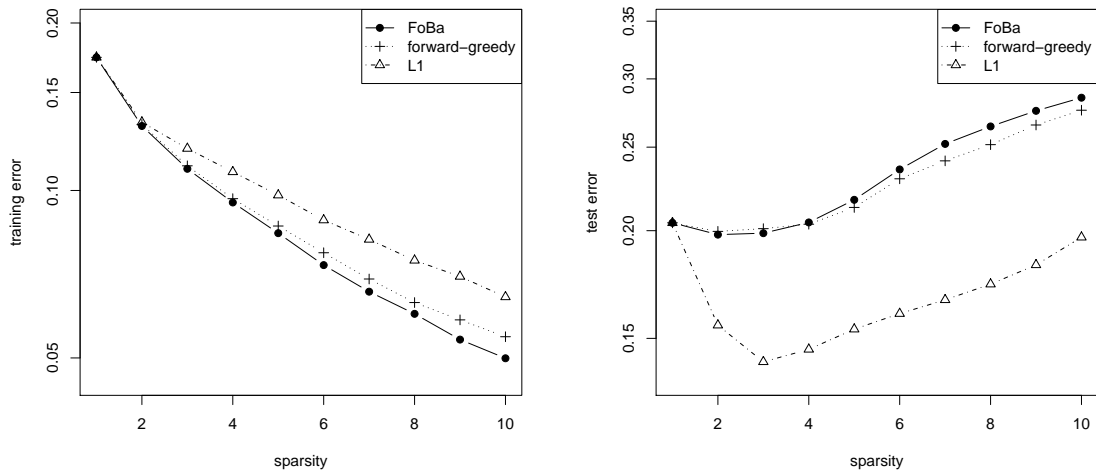 FoBa
forward−greedy
L1
training error
0.20
0.15
0.10
0.05
2 4 6 8 10
sparsity
FoBa
forward−greedy
L1
test error
0.35
0.30
0.25
0.20
0.15
2 4 6 8 10
sparsity